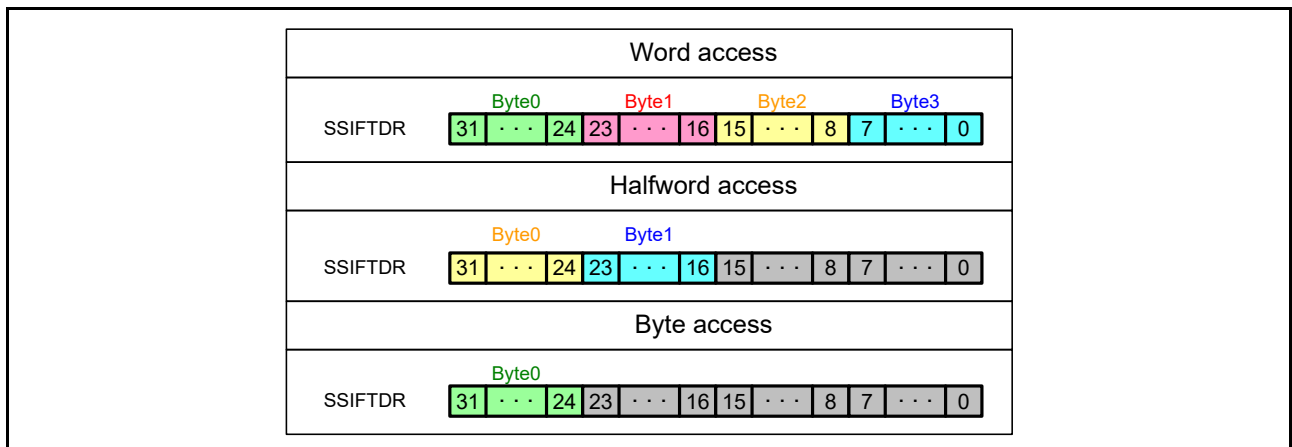 Word access
Byte0 Byte1 Byte2 Byte3
SSIFTDR 31 · · · 24 23 · · · 16 15 · · · 8 7 · · · 0
Halfword access
Byte0 Byte1
SSIFTDR 31 · · · 24 23 · · · 16 15 · · · 8 7 · · · 0
Byte access
Byte0
SSIFTDR 31 · · · 24 23 · · · 16 15 · · · 8 7 · · · 0